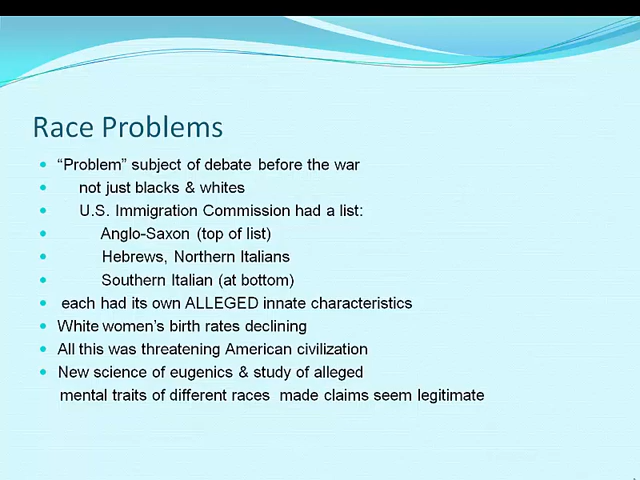 Race Problems
“Problem” subject of debate before the war
not just blacks & whites
U.S. Immigration Commission had a list:
Anglo-Saxon (top of list)
Hebrews, Northern Italians
Southern Italian (at bottom)
each had its own ALLEGED innate characteristics
White women’s birth rates declining
All this was threatening American civilization
New science of eugenics & study of alleged
mental traits of different races made claims seem legitimate